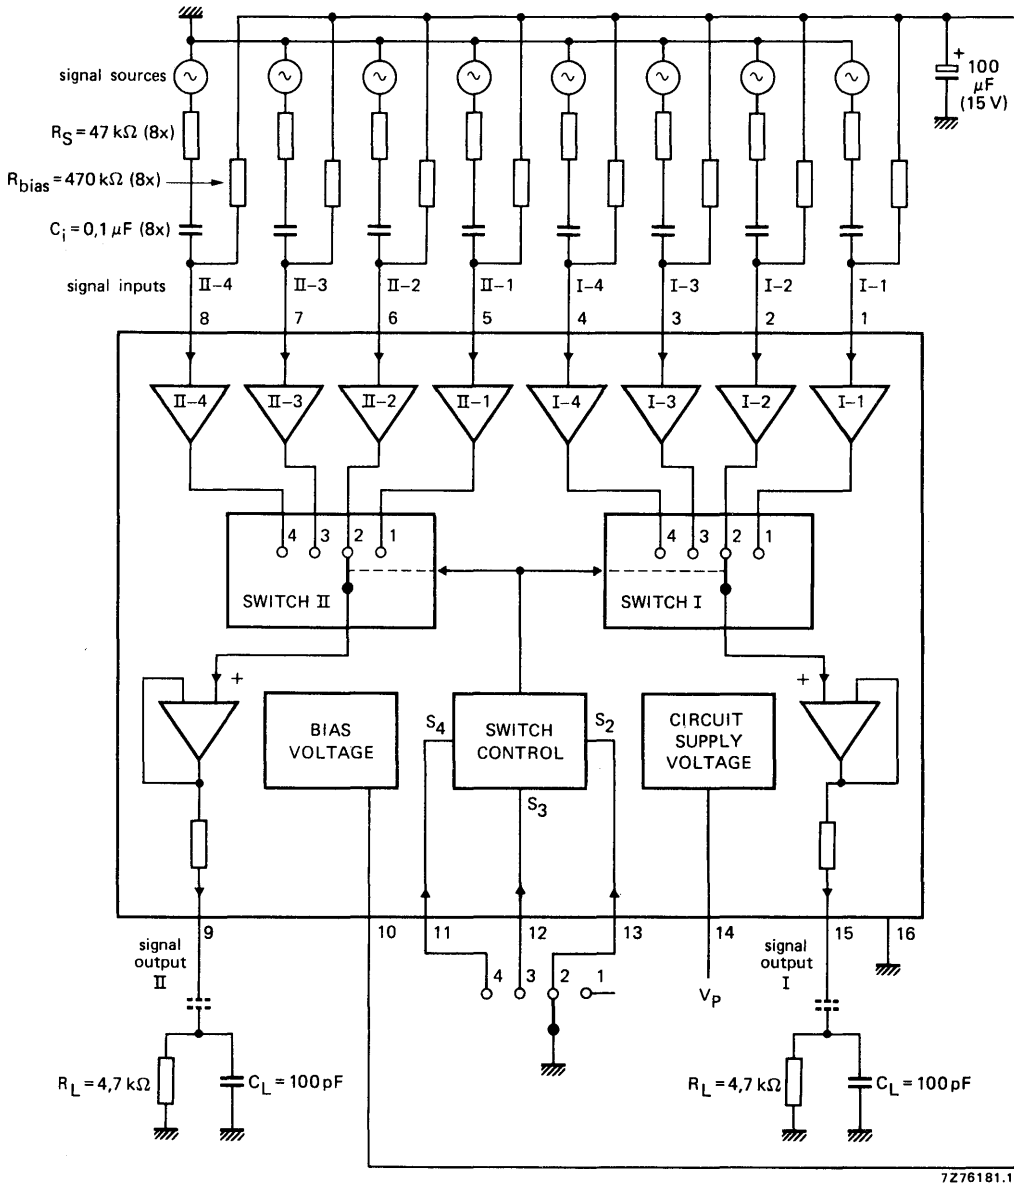 signal sources
+ 100 µF (15 V)
R_S = 47 kΩ (8x)
R_bias = 470 kΩ (8x)
C_i = 0,1 µF (8x)
signal inputs II–4 II–3 II–2 II–1 I–4 I–3 I–2 I–1
8 7 6 5 4 3 2 1
II–4 II–3 II–2 II–1 I–4 I–3 I–2 I–1
4 3 2 1 4 3 2 1
SWITCH II SWITCH I
+ +
BIAS VOLTAGE
S4 SWITCH CONTROL S2
S3
CIRCUIT SUPPLY VOLTAGE
9 10 11 12 13 14 15 16
signal output II
4 3 2 1
V_P
signal output I
R_L = 4,7 kΩ C_L = 100 pF
R_L = 4,7 kΩ C_L = 100 pF
7Z76181.1